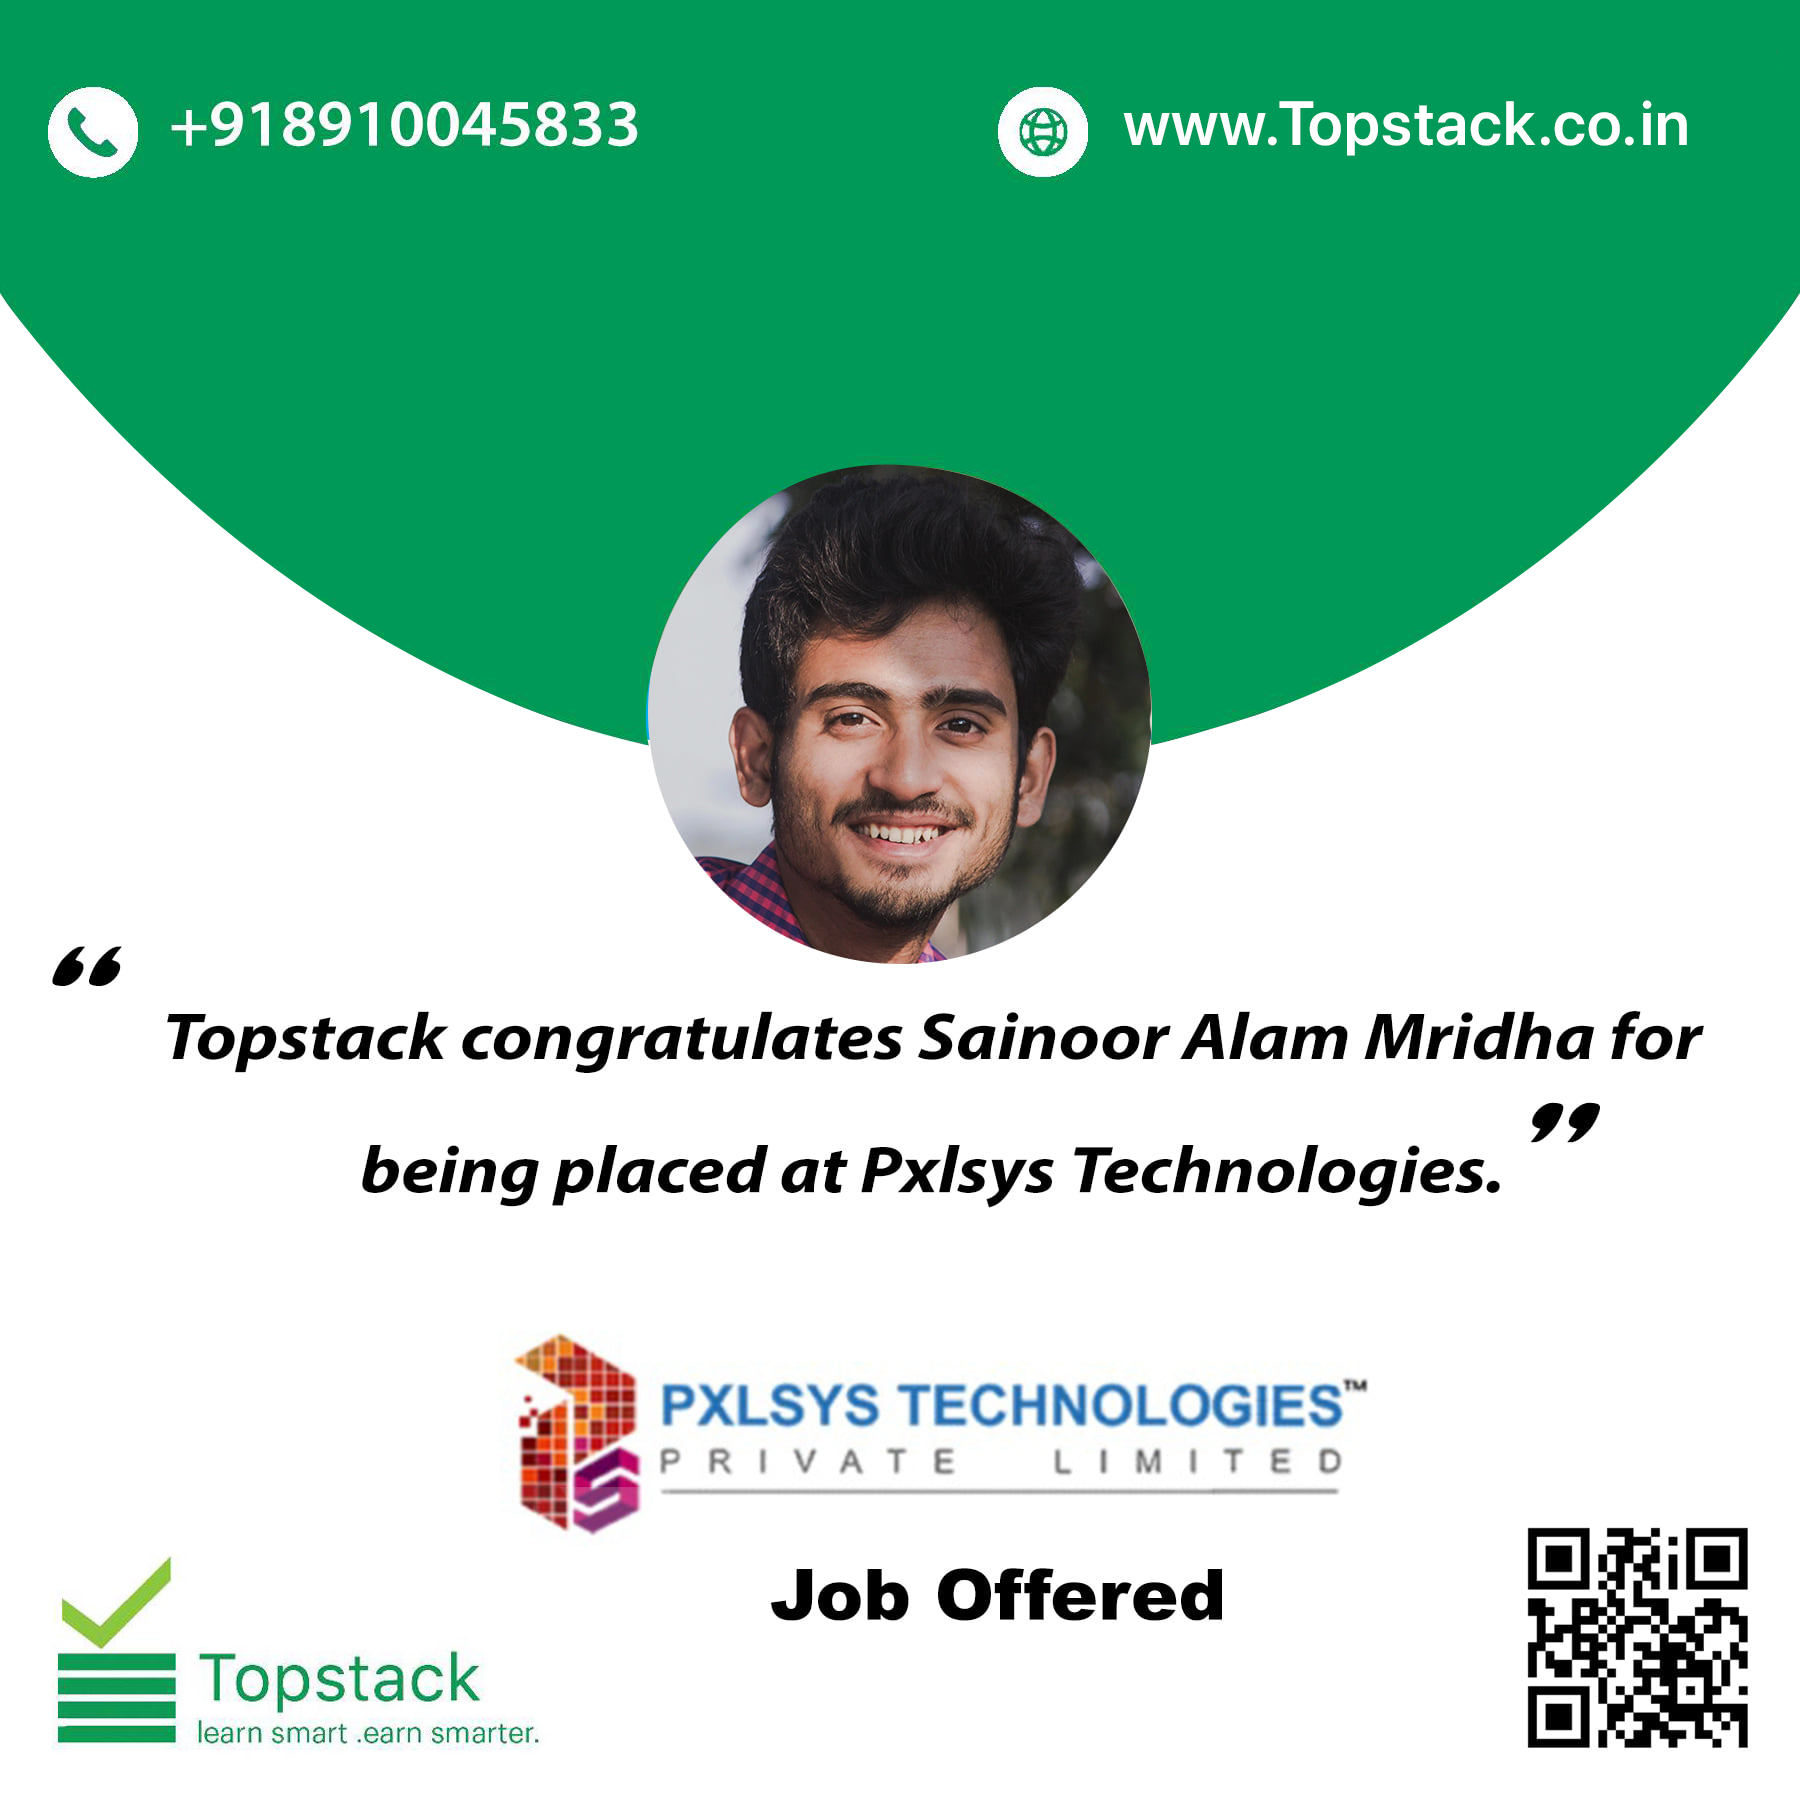 +918910045833
www.Topstack.co.in
“
Topstack congratulates Sainoor Alam Mridha for
being placed at Pxlsys Technologies. ”
PXLSYS TECHNOLOGIES™
PRIVATE LIMITED
Job Offered
Topstack
learn smart .earn smarter.